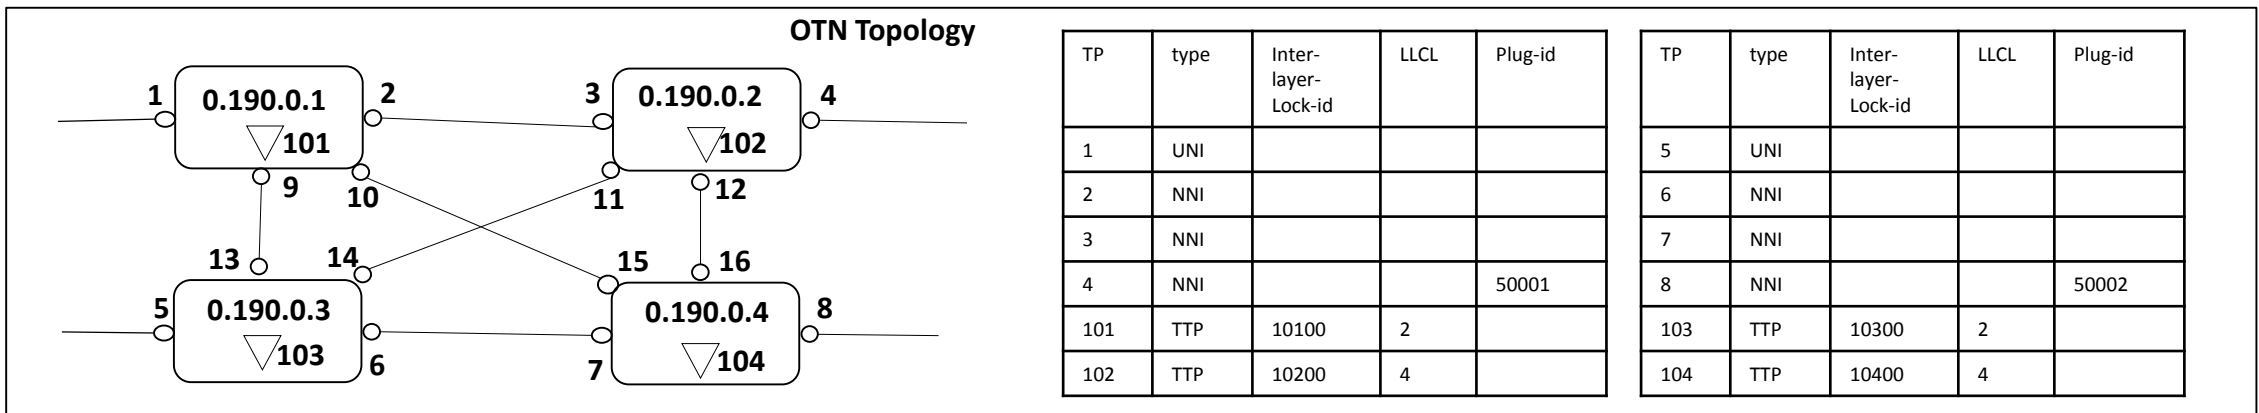 OTN Topology
1
0.190.0.1
2
3
0.190.0.2
4
101
102
9
10
11
12
13
14
15
16
5
0.190.0.3
0.190.0.4
8
103
6
7
104
TP type Inter- LLCL Plug-id
layer-
Lock-id
1 UNI
2 NNI
3 NNI
4 NNI 50001
101 TTP 10100 2
102 TTP 10200 4
TP type Inter- LLCL Plug-id
layer-
Lock-id
5 UNI
6 NNI
7 NNI
8 NNI 50002
103 TTP 10300 2
104 TTP 10400 4